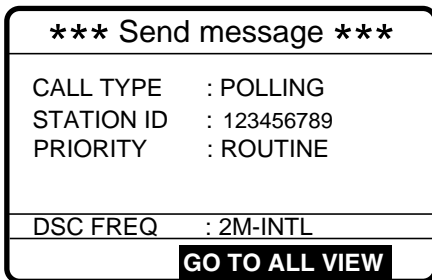 *** Send message ***
CALL TYPE : POLLING
STATION ID : 123456789
PRIORITY : ROUTINE
DSC FREQ : 2M-INTL
GO TO ALL VIEW